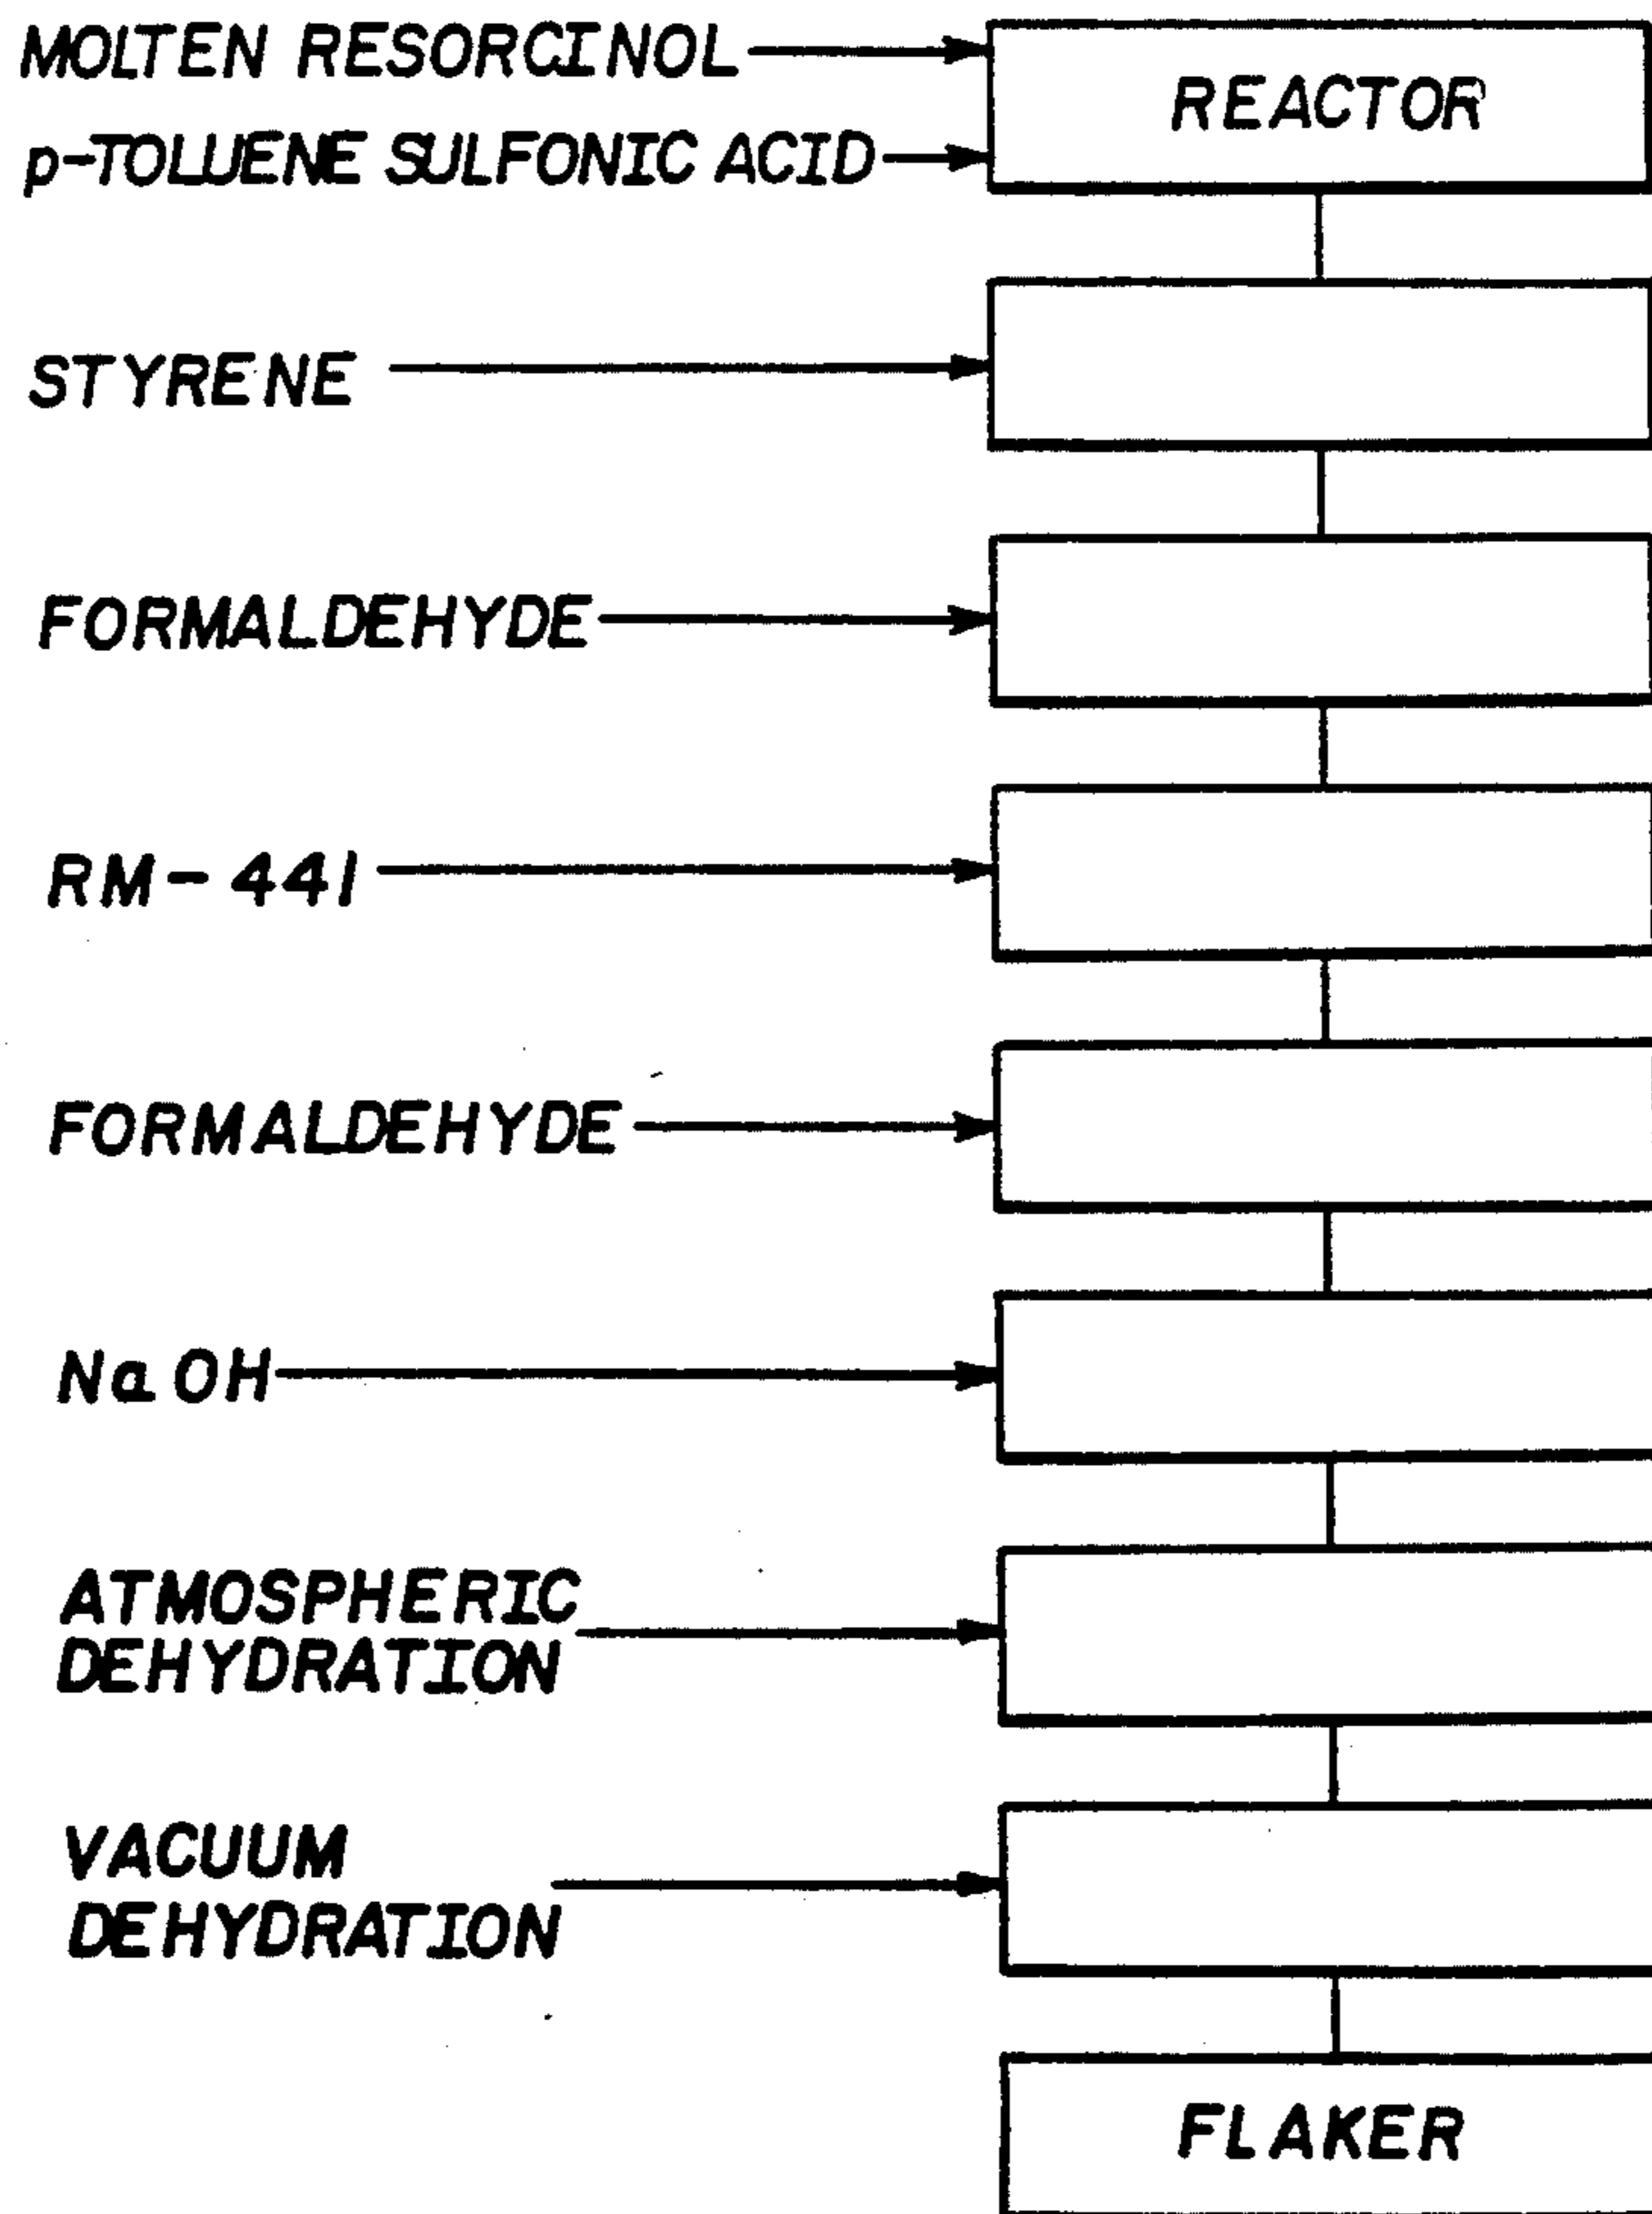 MOLTEN RESORCINOL
REACTOR
p-TOLUENE SULFONIC ACID
STYRENE
FORMALDEHYDE
RM-441
FORMALDEHYDE
NaOH
ATMOSPHERIC
DEHYDRATION
VACUUM
DEHYDRATION
FLAKER